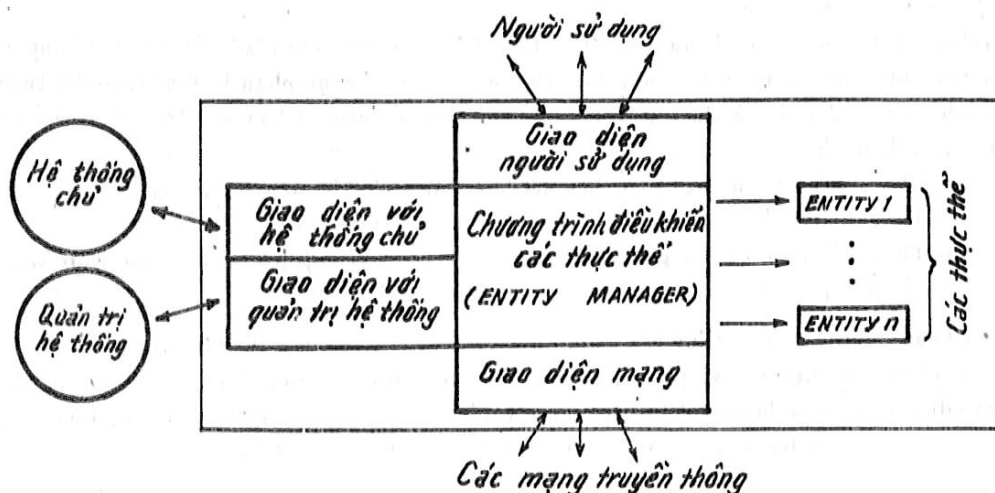 Người sử dụng
Giao diện
người sử dụng
Hệ thống
chủ
Giao diện với
hệ thống chủ
Chương trình điều khiển
các thực thể
(ENTITY MANAGER)
ENTITY 1
ENTITY n
Các thực thể
Quản trị
hệ thống
Giao diện với
quản trị hệ thống
Giao diện mạng
Các mạng truyền thông